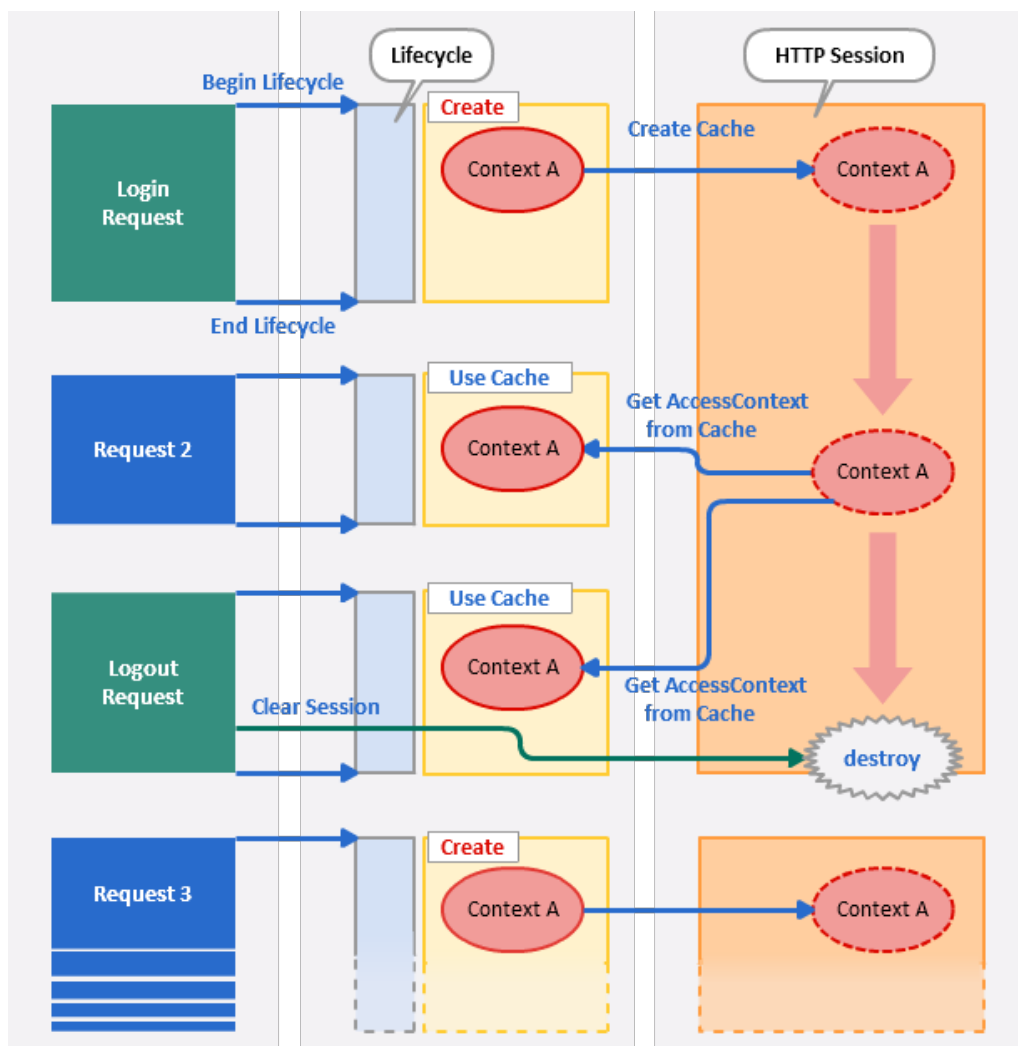 Lifecycle
HTTP Session
Begin Lifecycle
Create
Create Cache
Login
Request
Context A
Context A
End Lifecycle
Use Cache
Get AccessContext
from Cache
Request 2
Context A
Context A
Use Cache
Logout
Request
Context A
Get AccessContext
from Cache
Clear Session
destroy
Create
Request 3
Context A
Context A